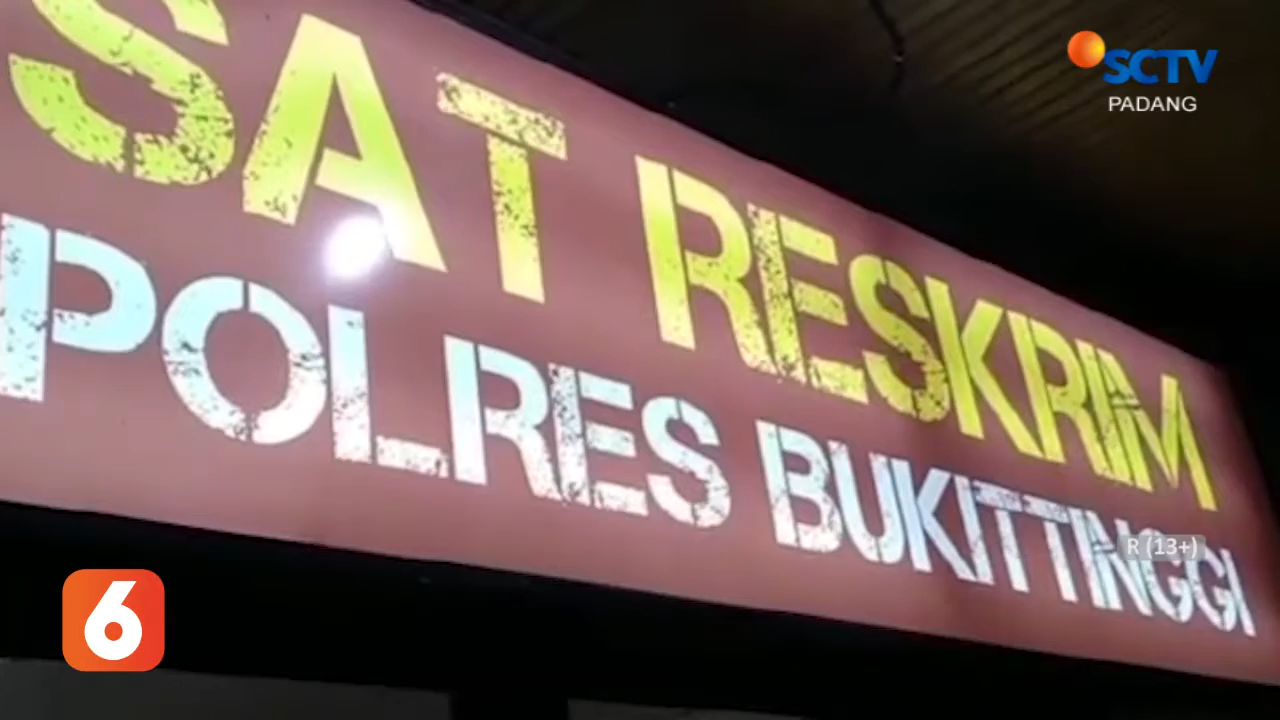 SCTV
PADANG
SAT RESKRIM
POLRES BUKITTINGGI
R (13+)
6